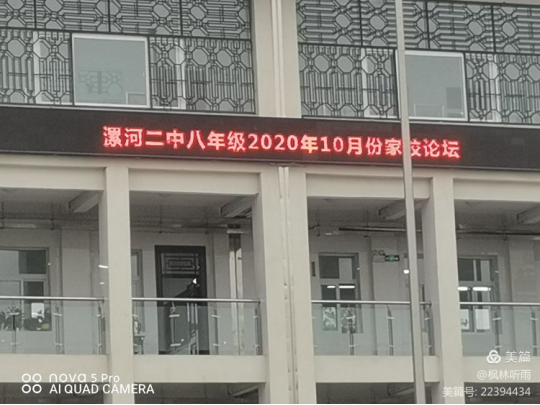 漯河二中八年级2020年10月份家校论坛
nova 5 Pro
AI QUAD CAMERA
美篇
@枫林听雨
美篇号: 22394434